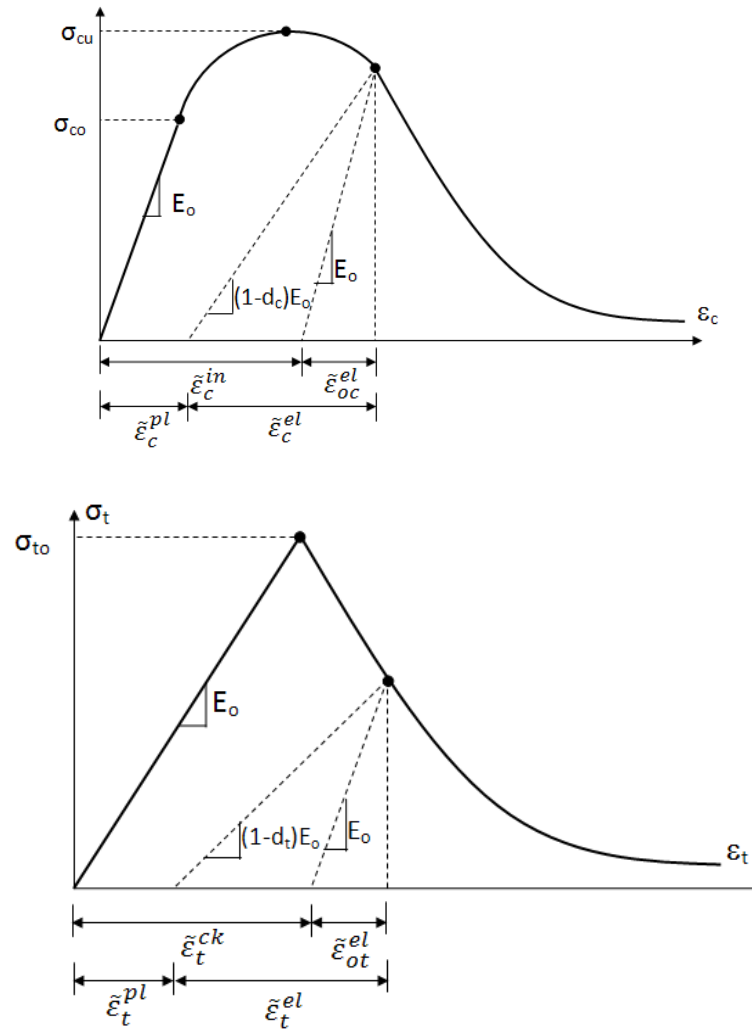 σcu
σco
Eo
(1-dc)Eo
Eo
εc
ε̃c^in
ε̃oc^el
ε̃c^pl
ε̃c^el
σt
σto
Eo
(1-dt)Eo
Eo
εt
ε̃t^ck
ε̃ot^el
ε̃t^pl
ε̃t^el